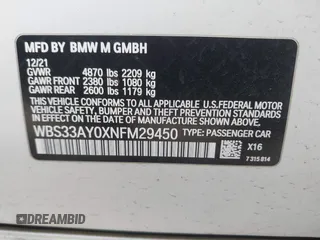 MFD BY BMW M GMBH
12/21
GVWR 4870 lbs 2209 kg
GAWR FRONT 2380 lbs 1080 kg
GAWR REAR 2600 lbs 1179 kg
THIS VEHICLE CONFORMS TO ALL APPLICABLE
U.S. FEDERAL MOTOR VEHICLE SAFETY, BUMPER,
AND THEFT PREVENTION STANDARDS IN EFFECT ON
THE DATE OF MANUFACTURE SHOWN ABOVE.
WBS33AY0XNFM29450 TYPE: PASSENGER CAR
X16
7 315 014
DREAMBID